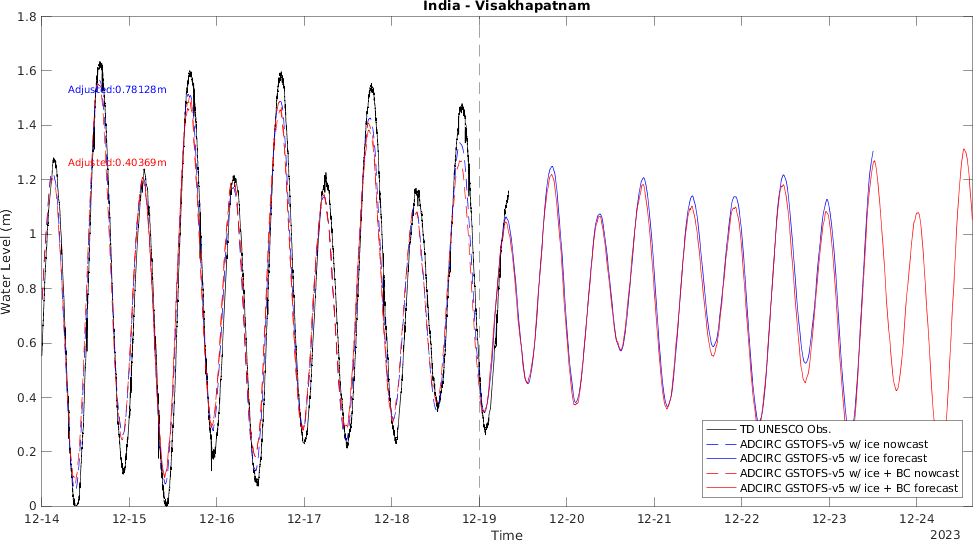 India - Visakhapatnam
1.8
1.6
1.4
1.2
1
0.8
0.6
0.4
0.2
0
Water Level (m)
Adjusted:0.78128m
Adjusted:0.40369m
TD UNESCO Obs.
ADCIRC GSTOFS-v5 w/ ice nowcast
ADCIRC GSTOFS-v5 w/ ice forecast
ADCIRC GSTOFS-v5 w/ ice + BC nowcast
ADCIRC GSTOFS-v5 w/ ice + BC forecast
12-14 12-15 12-16 12-17 12-18 12-19 12-20 12-21 12-22 12-23 12-24
Time
2023